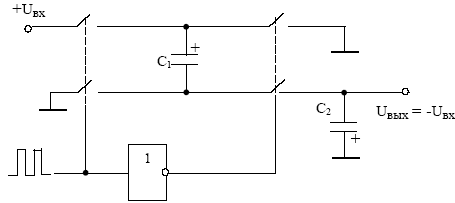 +Uвх
+
C1
C2
Uвых = -Uвх
+
1